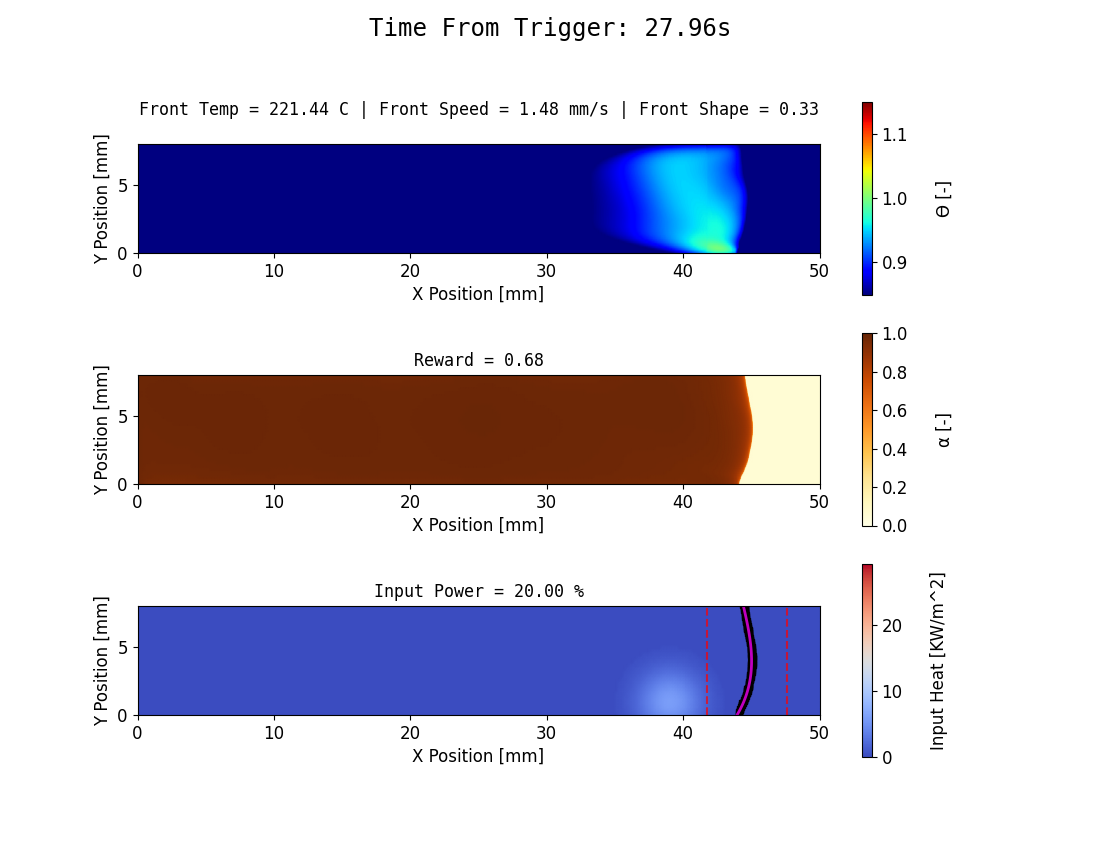 Time From Trigger: 27.96s
Front Temp = 221.44 C | Front Speed = 1.48 mm/s | Front Shape = 0.33
Y Position [mm]
5
0
0 10 20 30 40 50
X Position [mm]
1.1
1.0
0.9
Θ [-]
Reward = 0.68
Y Position [mm]
5
0
0 10 20 30 40 50
X Position [mm]
1.0
0.8
0.6
0.4
0.2
0.0
α [-]
Input Power = 20.00 %
Y Position [mm]
5
0
0 10 20 30 40 50
X Position [mm]
20
10
0
Input Heat [KW/m^2]